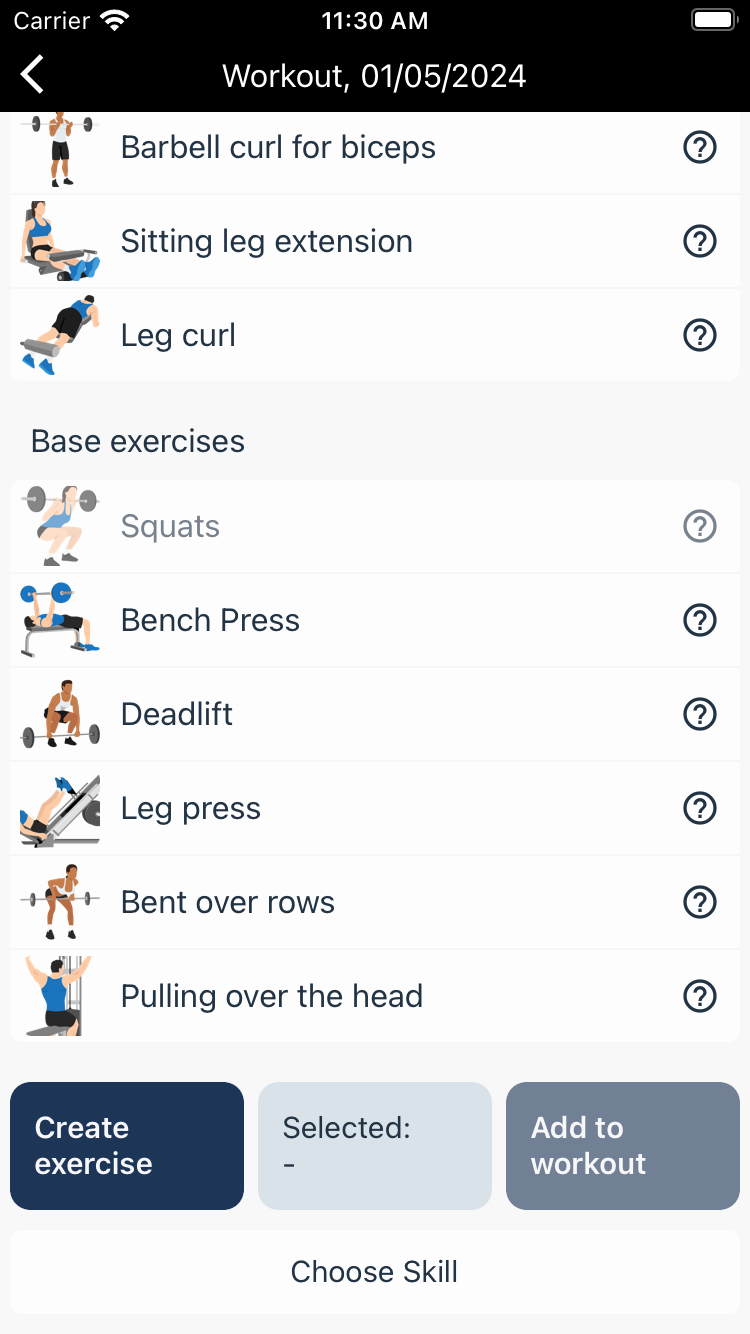 Carrier 11:30 AM
Workout, 01/05/2024
Barbell curl for biceps
Sitting leg extension
Leg curl
Base exercises
Squats
Bench Press
Deadlift
Leg press
Bent over rows
Pulling over the head
Create
exercise
Selected:
-
Add to
workout
Choose Skill